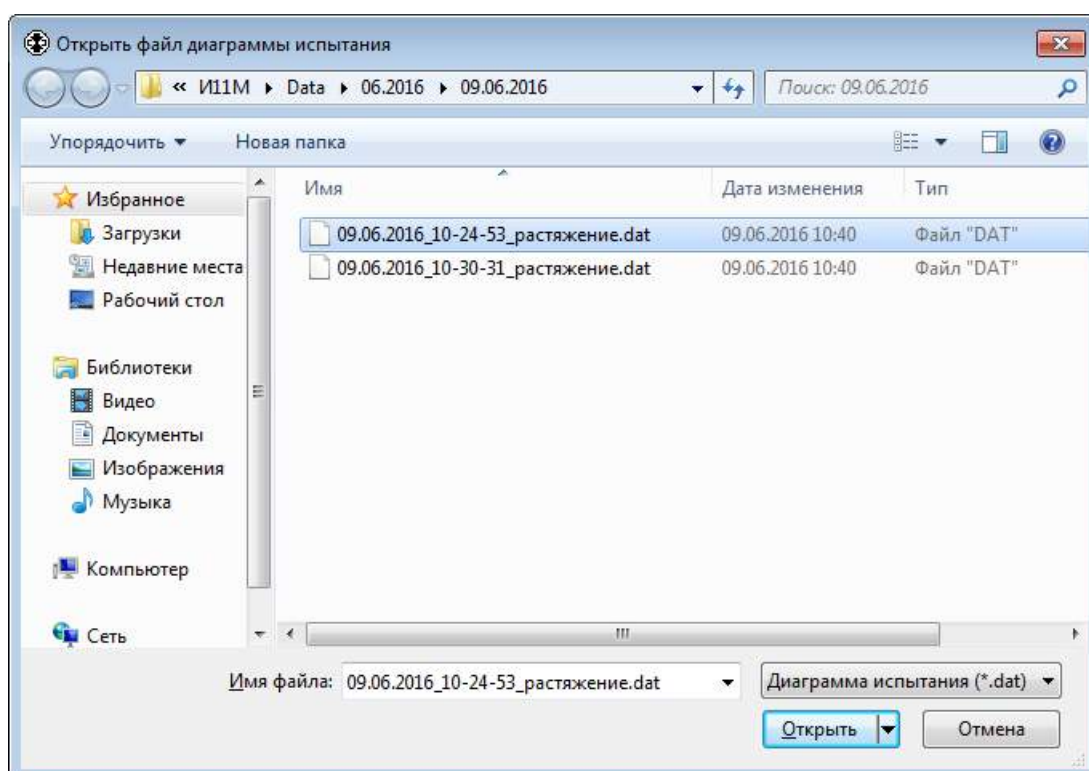 Открыть файл диаграммы испытания
« И11М Data 06.2016 09.06.2016 Поиск: 09.06.2016
Упорядочить Новая папка
Имя Дата изменения Тип
09.06.2016_10-24-53_растяжение.dat 09.06.2016 10:40 Файл "DAT"
09.06.2016_10-30-31_растяжение.dat 09.06.2016 10:40 Файл "DAT"
Избранное
Загрузки
Недавние места
Рабочий стол
Библиотеки
Видео
Документы
Изображения
Музыка
Компьютер
Сеть
Имя файла: 09.06.2016_10-24-53_растяжение.dat Диаграмма испытания (*.dat)
Открыть Отмена